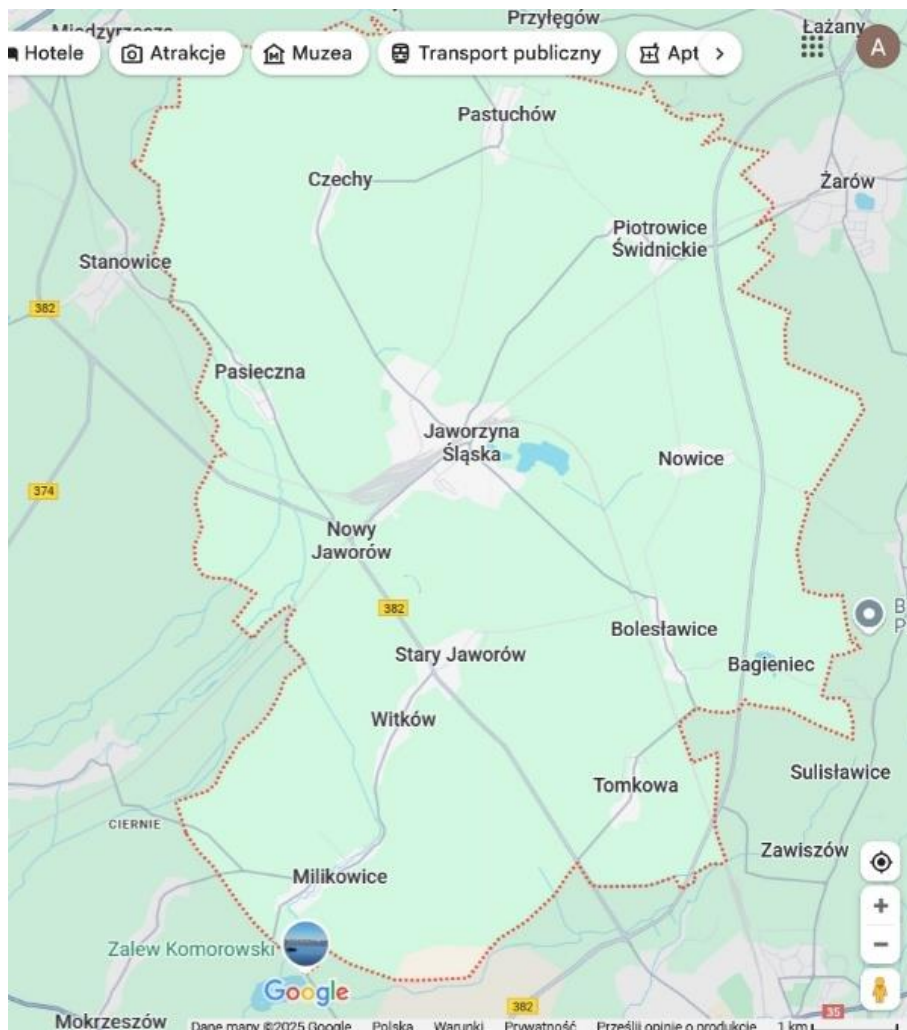 Przyłęgów
Międzyrzecze
Łażany
Hotele
Atrakcje
Muzea
Transport publiczny
Apt
A
Pastuchów
Czechy
Żarów
Piotrowice
Świdnickie
Stanowice
382
Pasieczna
Jaworzyna
Śląska
Nowice
374
Nowy
Jaworów
382
B
P
Bolesławice
Stary Jaworów
Bagieniec
Witków
Sulisławice
Tomkowa
CIERNIE
Zawiszów
Milikowice
Zalew Komorowski
Google
382
35
Mokrzeszów
Dane mapy ©2025 Google Polska Warunki Prywatność Prześlij opinię o produkcie 1 km